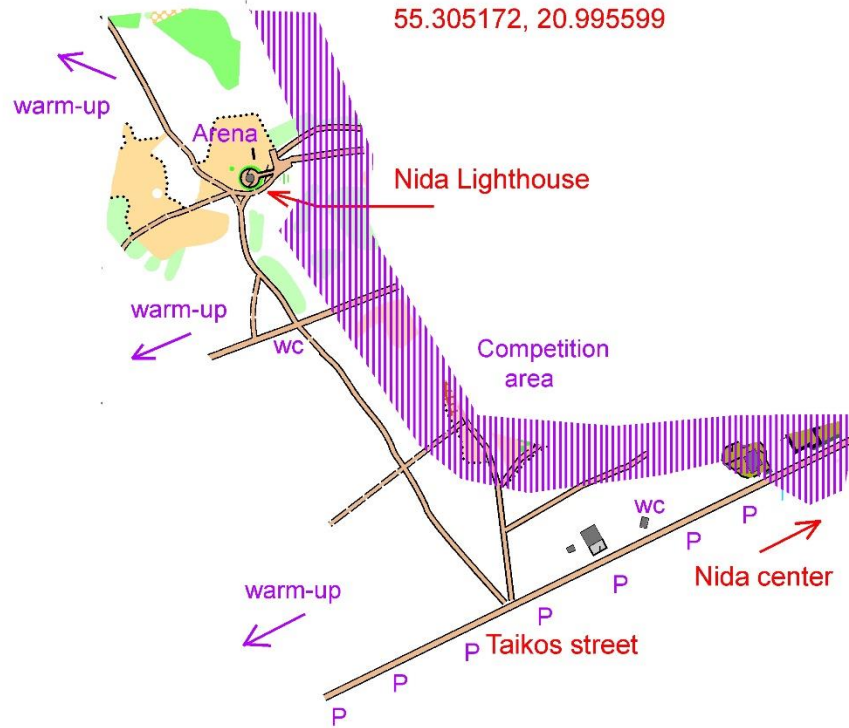 55.305172, 20.995599
warm-up
Arena
Nida Lighthouse
warm-up
wc
Competition
area
wc
P
P
Nida center
P
warm-up
P
Taikos street
P
P
P